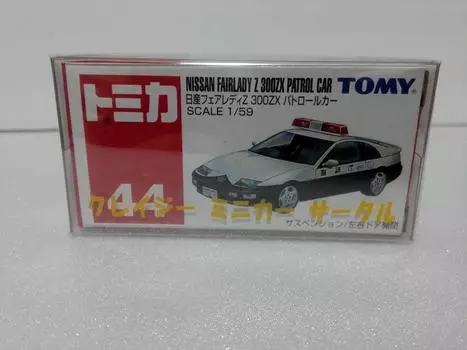 トミカ
NISSAN FAIRLADY Z 300ZX PATROL CAR
TOMY
日産フェアレディZ 300ZX パトロールカー
SCALE 1/59
44
クレイジー ミニカー サークル
サスペンション/左右ドア開閉